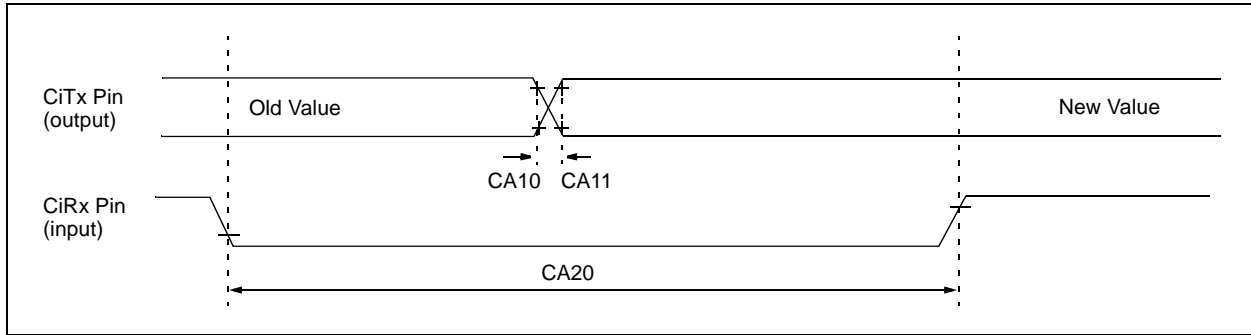 CiTx Pin
(output)
Old Value
New Value
CA10 CA11
CiRx Pin
(input)
CA20